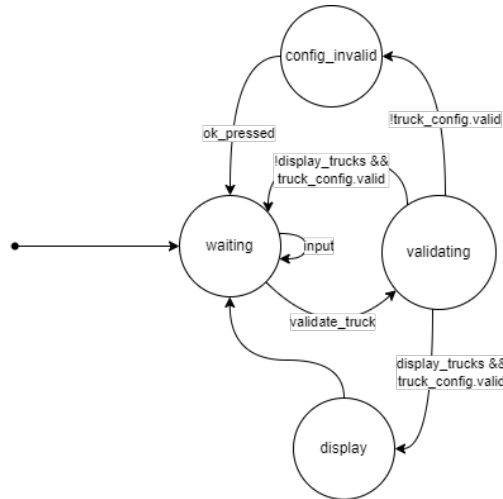 config_invalid
!truck_config.valid
ok_pressed
!display_trucks &&
truck_config.valid
waiting
input
validating
validate_truck
display_trucks &&
truck_config.valid
display